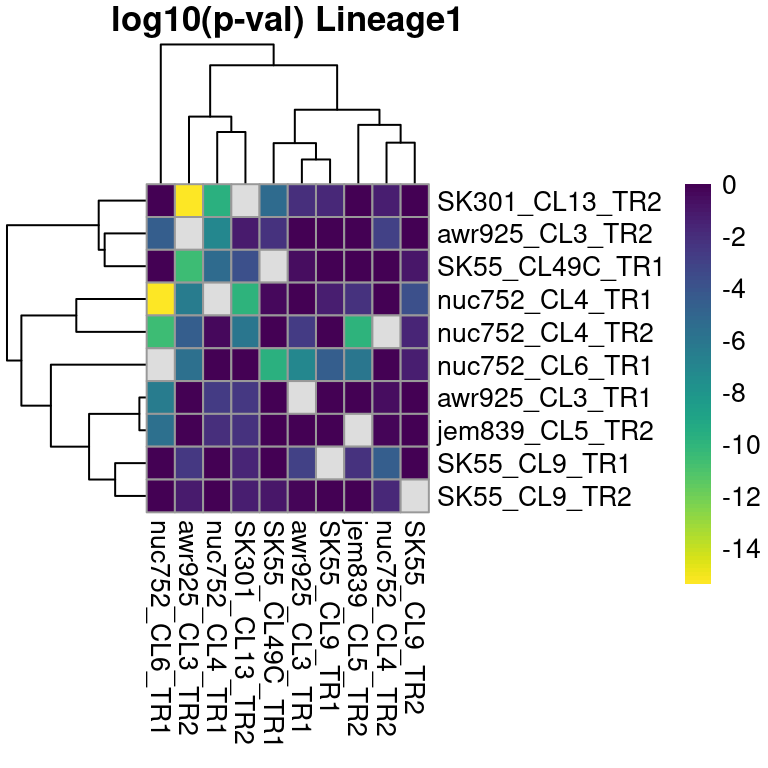 log10(p-val) Lineage1
SK301_CL13_TR2
awr925_CL3_TR2
SK55_CL49C_TR1
nuc752_CL4_TR1
nuc752_CL4_TR2
nuc752_CL6_TR1
awr925_CL3_TR1
jem839_CL5_TR2
SK55_CL9_TR1
SK55_CL9_TR2
0
-2
-4
-6
-8
-10
-12
-14
nuc752_CL6_TR1
awr925_CL3_TR2
nuc752_CL4_TR1
SK301_CL13_TR2
SK55_CL49C_TR1
awr925_CL3_TR1
SK55_CL9_TR1
jem839_CL5_TR2
nuc752_CL4_TR2
SK55_CL9_TR2